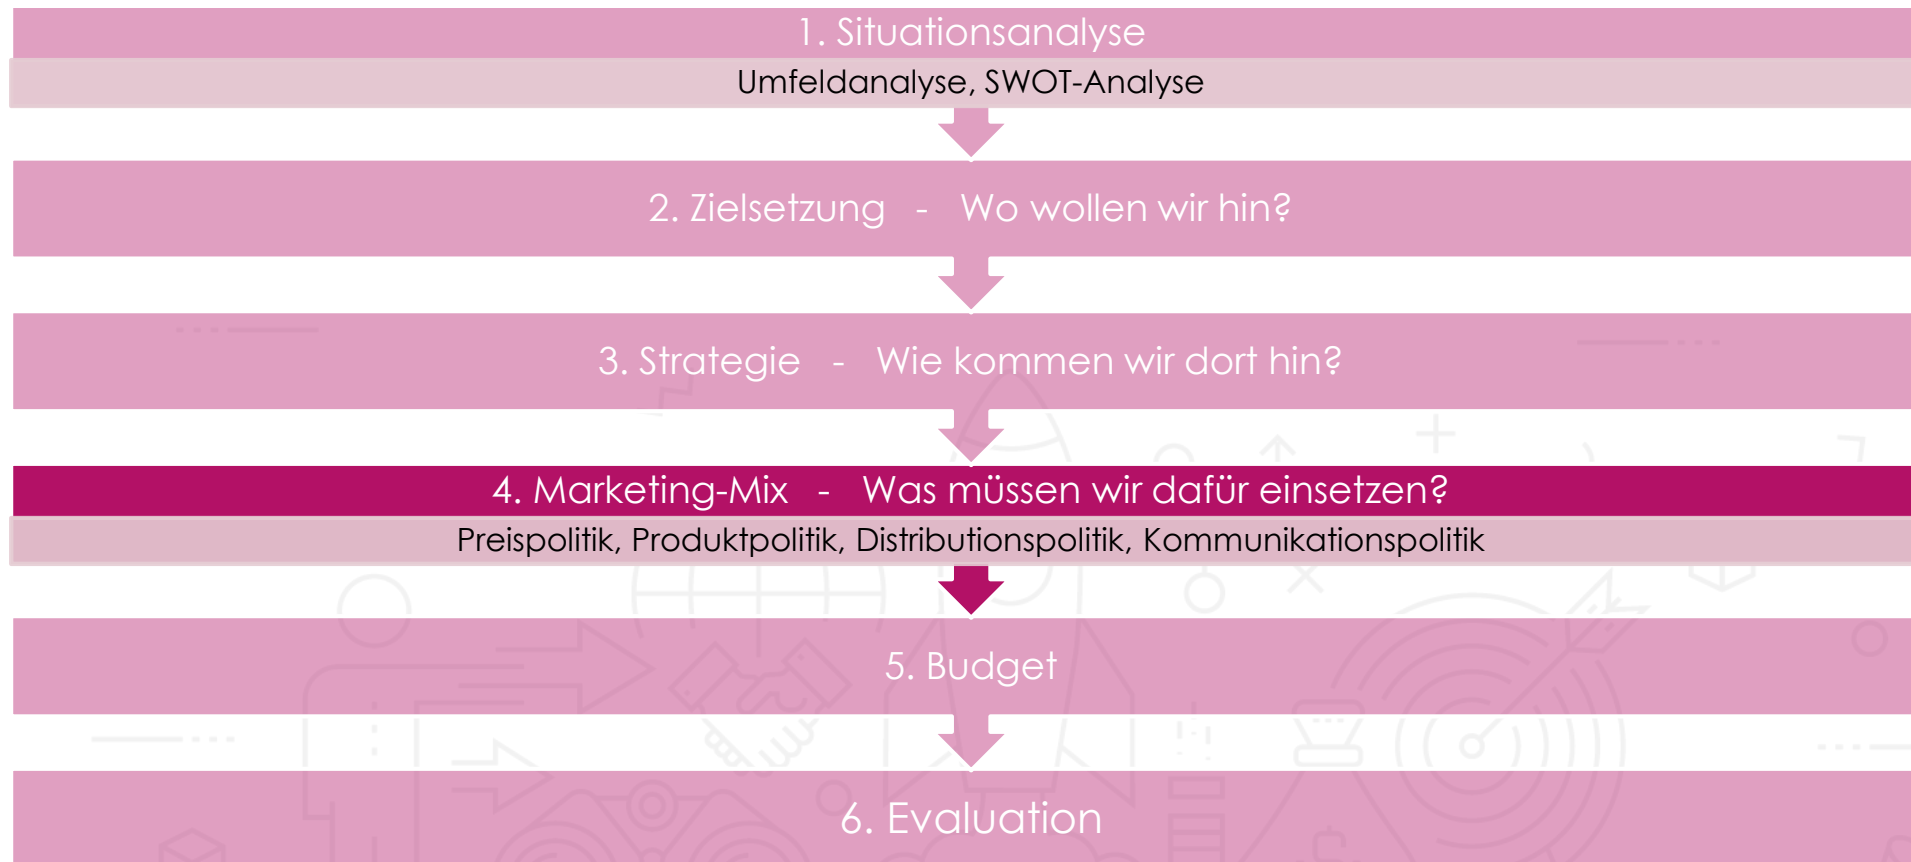 1. Situationsanalyse
Umfeldanalyse, SWOT-Analyse
2. Zielsetzung - Wo wollen wir hin?
3. Strategie - Wie kommen wir dort hin?
4. Marketing-Mix - Was müssen wir dafür einsetzen?
Preispolitik, Produktpolitik, Distributionspolitik, Kommunikationspolitik
5. Budget
6. Evaluation